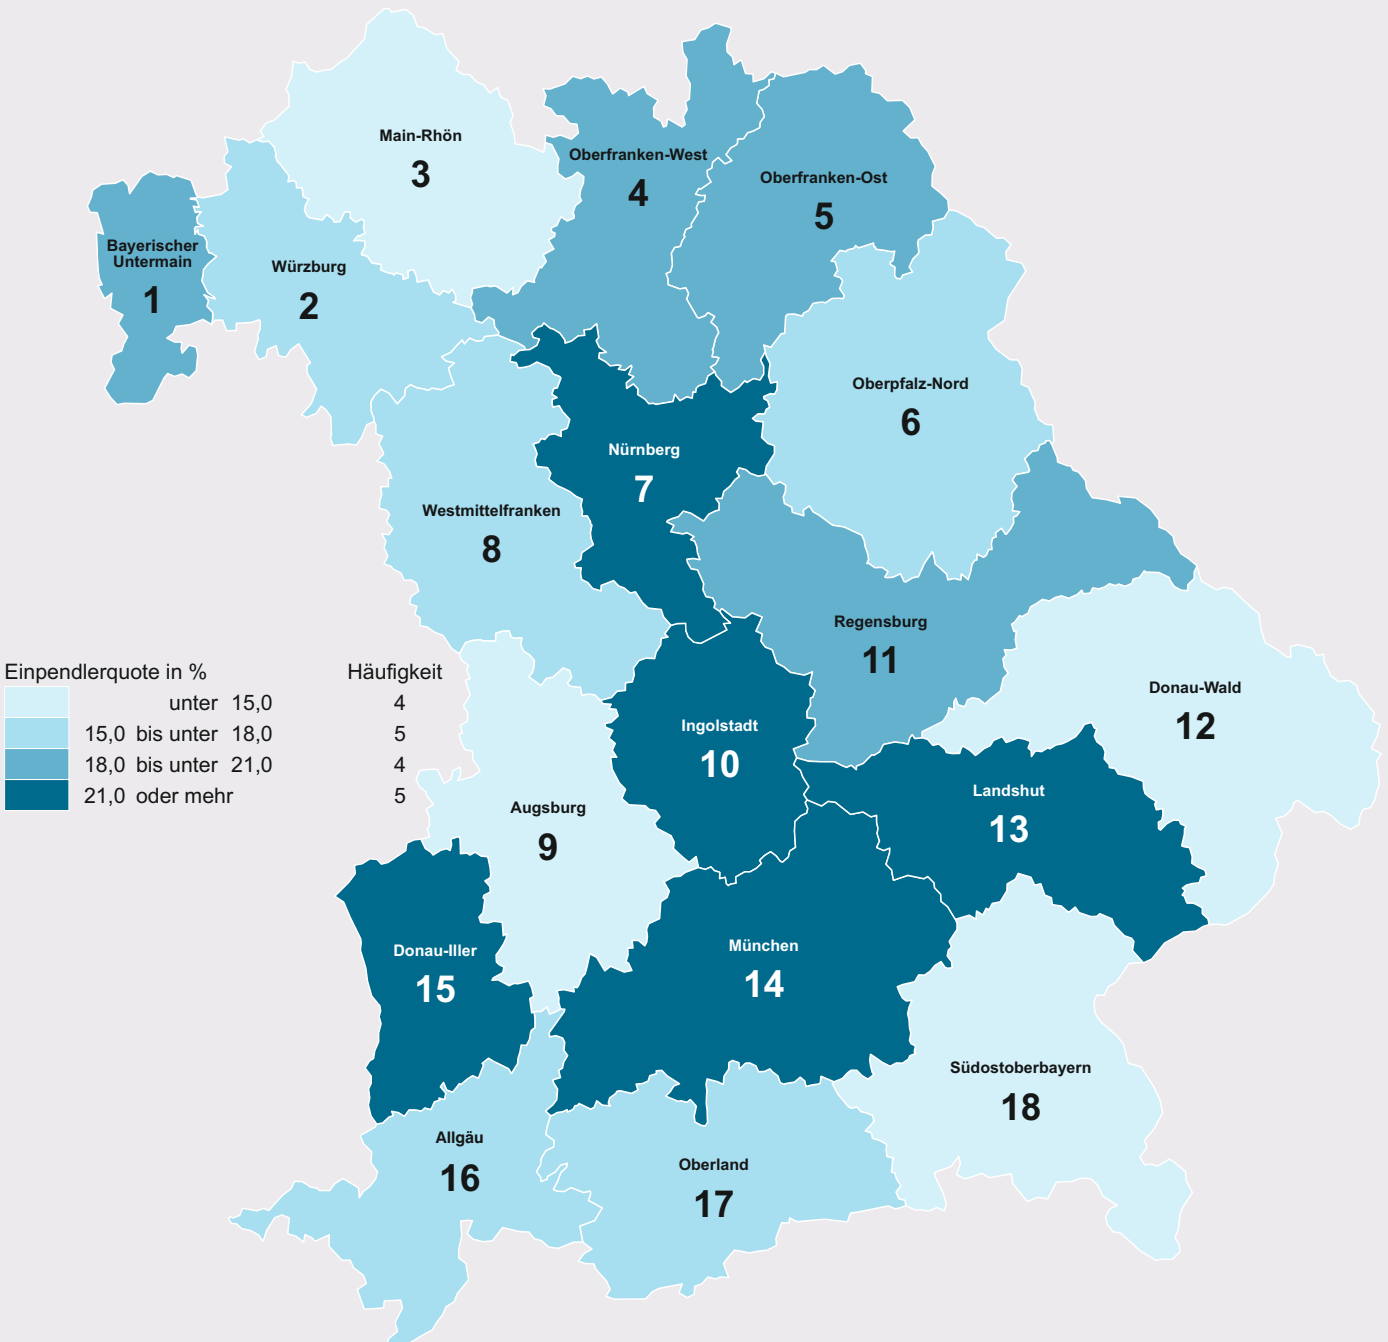 Main-Rhön
3
Oberfranken-West
4
Oberfranken-Ost
5
Bayerischer
Untermain
1
Würzburg
2
Oberpfalz-Nord
6
Nürnberg
7
Westmittelfranken
8
Regensburg
11
Einpendlerquote in % Häufigkeit
unter 15,0 4
15,0 bis unter 18,0 5
18,0 bis unter 21,0 4
21,0 oder mehr 5
Donau-Wald
12
Ingolstadt
10
Landshut
13
Augsburg
9
Donau-Iller
15
München
14
Südostoberbayern
18
Allgäu
16
Oberland
17